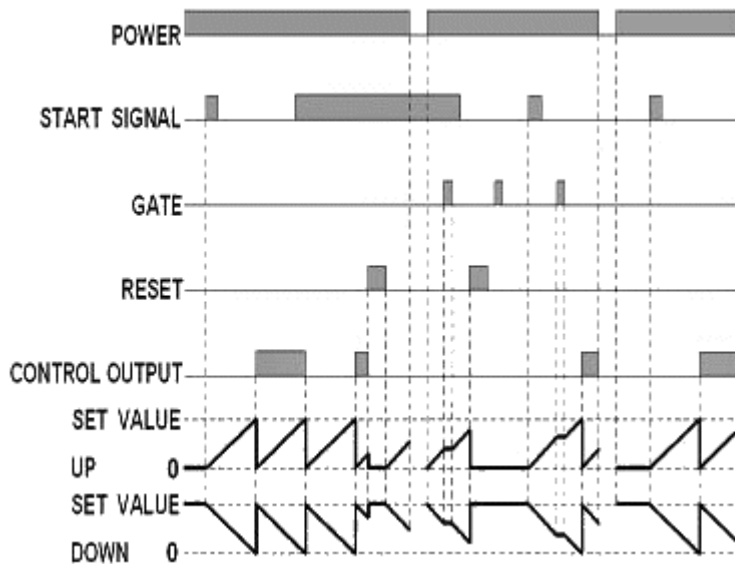 POWER
START SIGNAL
GATE
RESET
CONTROL OUTPUT
SET VALUE
UP 0
SET VALUE
DOWN 0